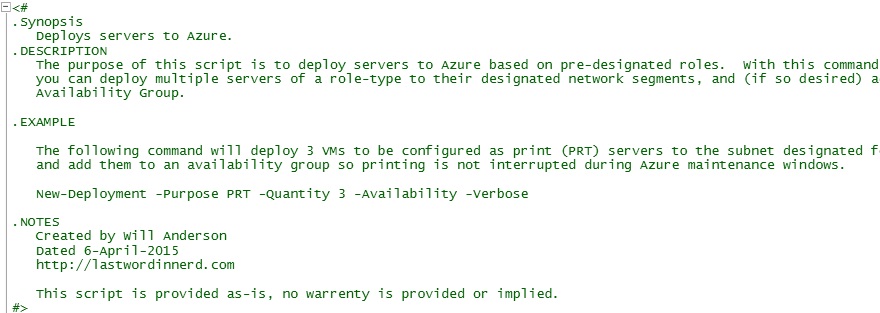 <#
.Synopsis
Deploys servers to Azure.
.DESCRIPTION
The purpose of this script is to deploy servers to Azure based on pre-designated roles.  With this command
you can deploy multiple servers of a role-type to their designated network segments, and (if so desired)
Availability Group.
.EXAMPLE
The following command will deploy 3 VMs to be configured as print (PRT) servers to the subnet designated
and add them to an availability group so printing is not interrupted during Azure maintenance windows.
New-Deployment -Purpose PRT -Quantity 3 -Availability -Verbose
.NOTES
Created by Will Anderson
Dated 6-April-2015
http://lastwordinnerd.com
This script is provided as-is, no warrenty is provided or implied.
#>